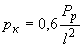 p_к = 0,6 P_p / l^2